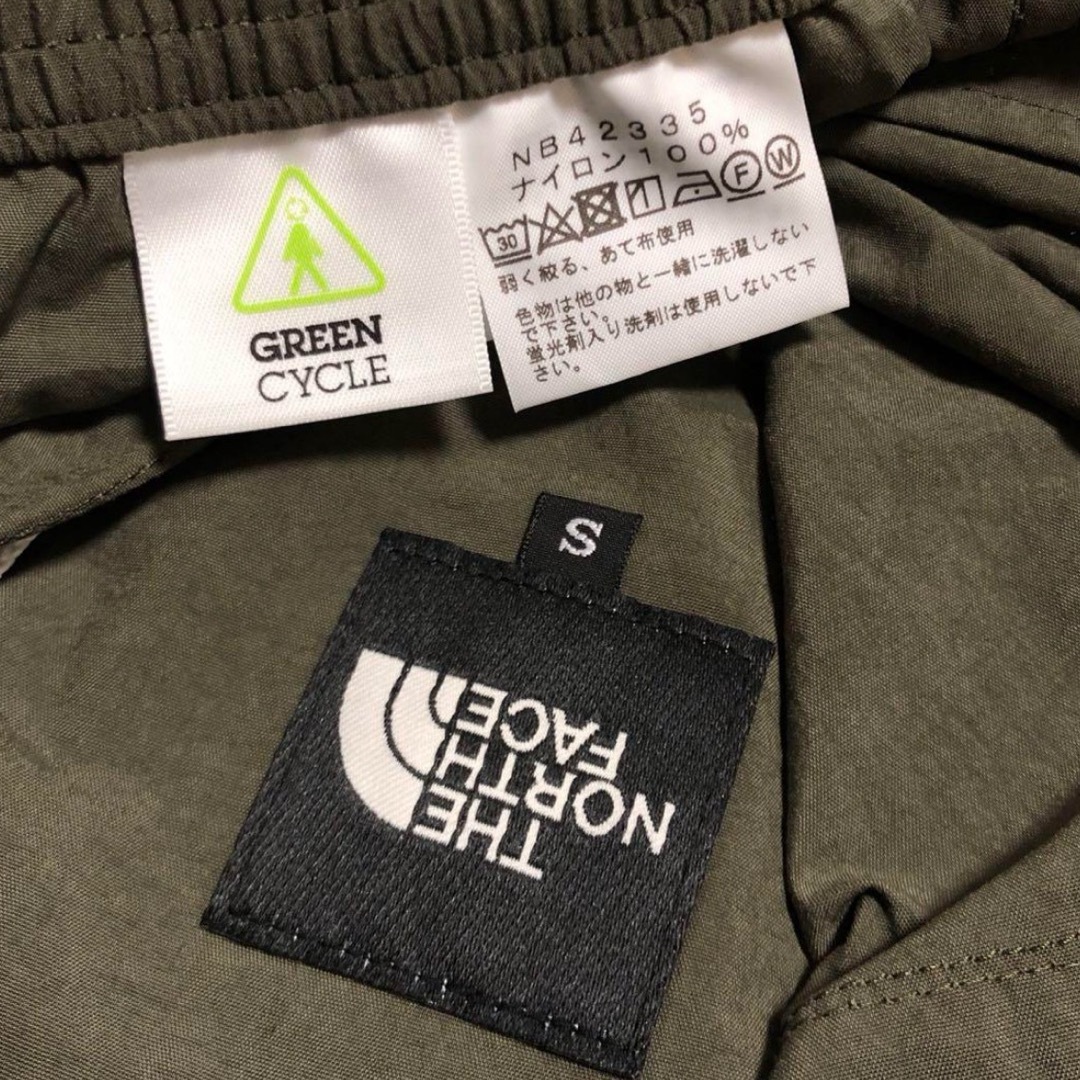 GREEN
CYCLE
NB42335
ナイロン100%
30
F
W
弱く絞る、あて布使用
色物は他の物と一緒に洗濯しない
で下さい。
蛍光剤入り洗剤は使用しないで下
さい。
S
THE
NORTH
FACE